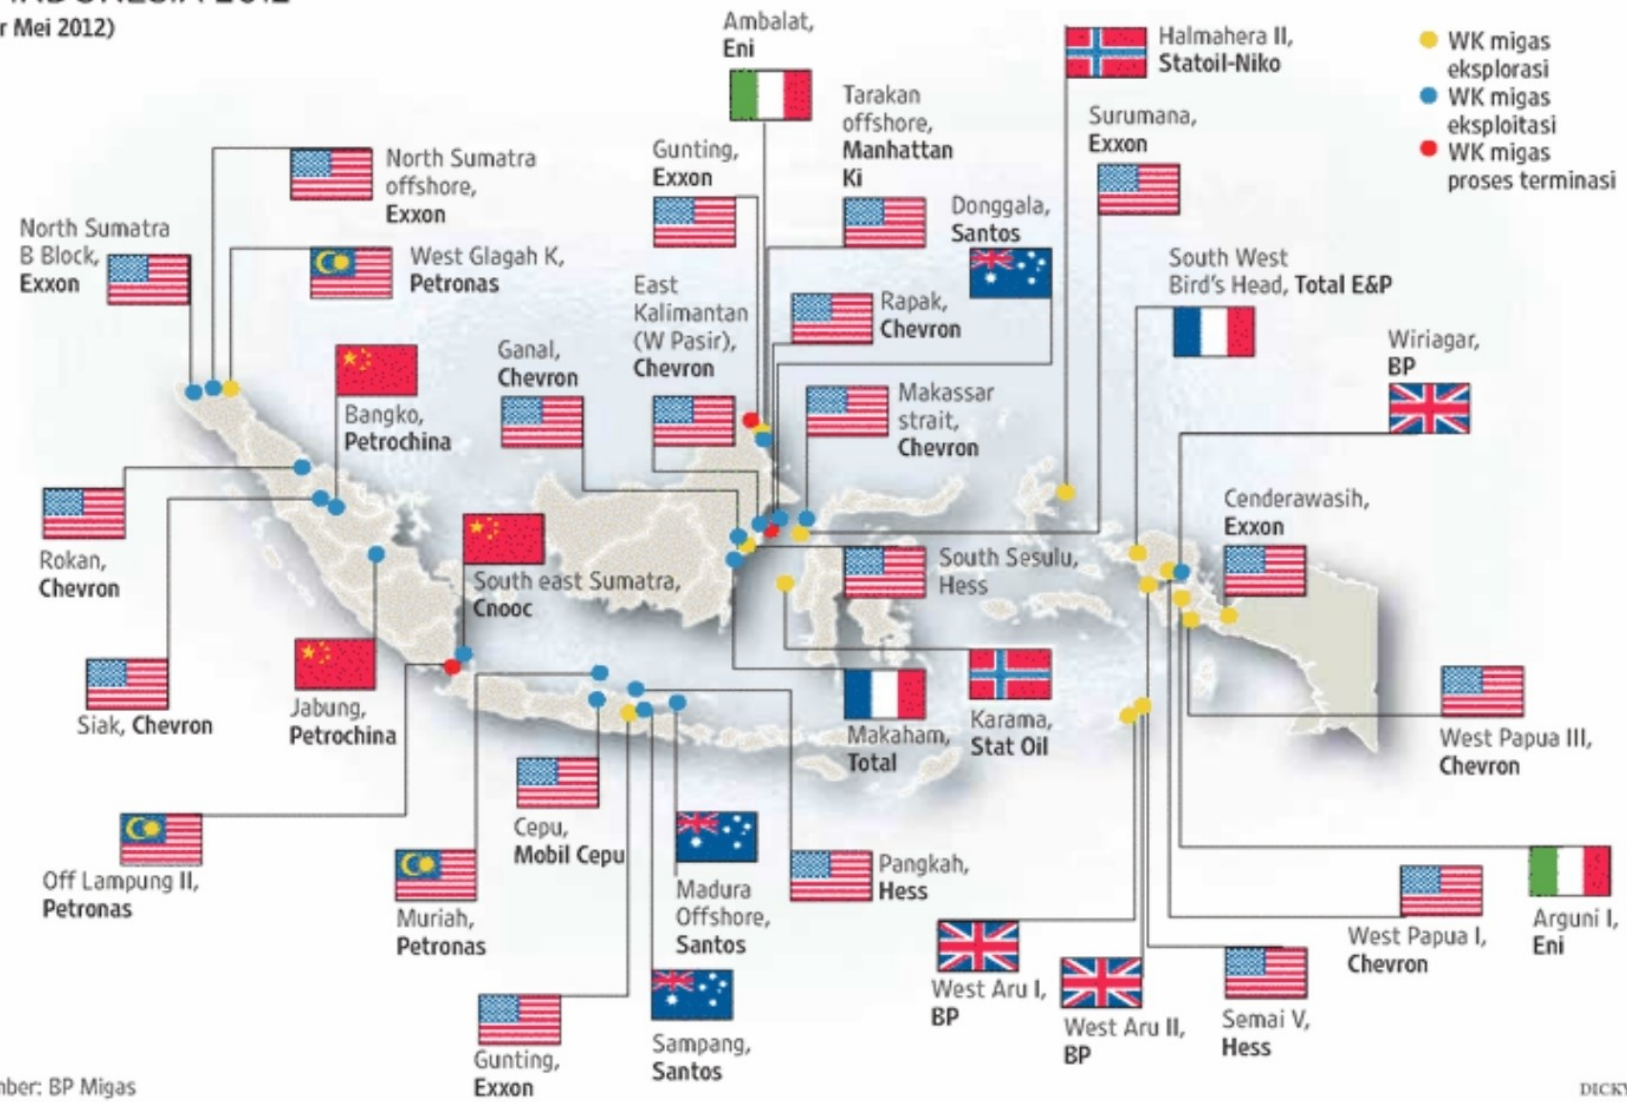 INDONESIA 2012
r Mei 2012)
Ambalat,
Eni
Halmahera II,
Statoil-Niko
WK migas
eksplorasi
WK migas
eksploitasi
WK migas
proses terminasi
Tarakan
offshore,
Manhattan
Ki
Surumana,
Exxon
Gunting,
Exxon
North Sumatra
offshore,
Exxon
Donggala,
Santos
North Sumatra
B Block,
Exxon
West Glagah K,
Petronas
South West
Bird's Head, Total E&P
East
Kalimantan
(W Pasir),
Chevron
Rapak,
Chevron
Wiriagar,
BP
Ganal,
Chevron
Bangko,
Petrochina
Makassar
strait,
Chevron
Cenderawasih,
Exxon
Rokan,
Chevron
South east Sumatra,
Cnooc
South Sesulu,
Hess
Siak, Chevron
Jabung,
Petrochina
Makaham,
Total
Karama,
Stat Oil
West Papua III,
Chevron
Cepu,
Mobil Cepu
Off Lampung II,
Petronas
Muriah,
Petronas
Madura
Offshore,
Santos
Pangkah,
Hess
West Aru I,
BP
West Aru II,
BP
Semai V,
Hess
West Papua I,
Chevron
Arguni I,
Eni
Gunting,
Exxon
Sampang,
Santos
mber: BP Migas
DICKY